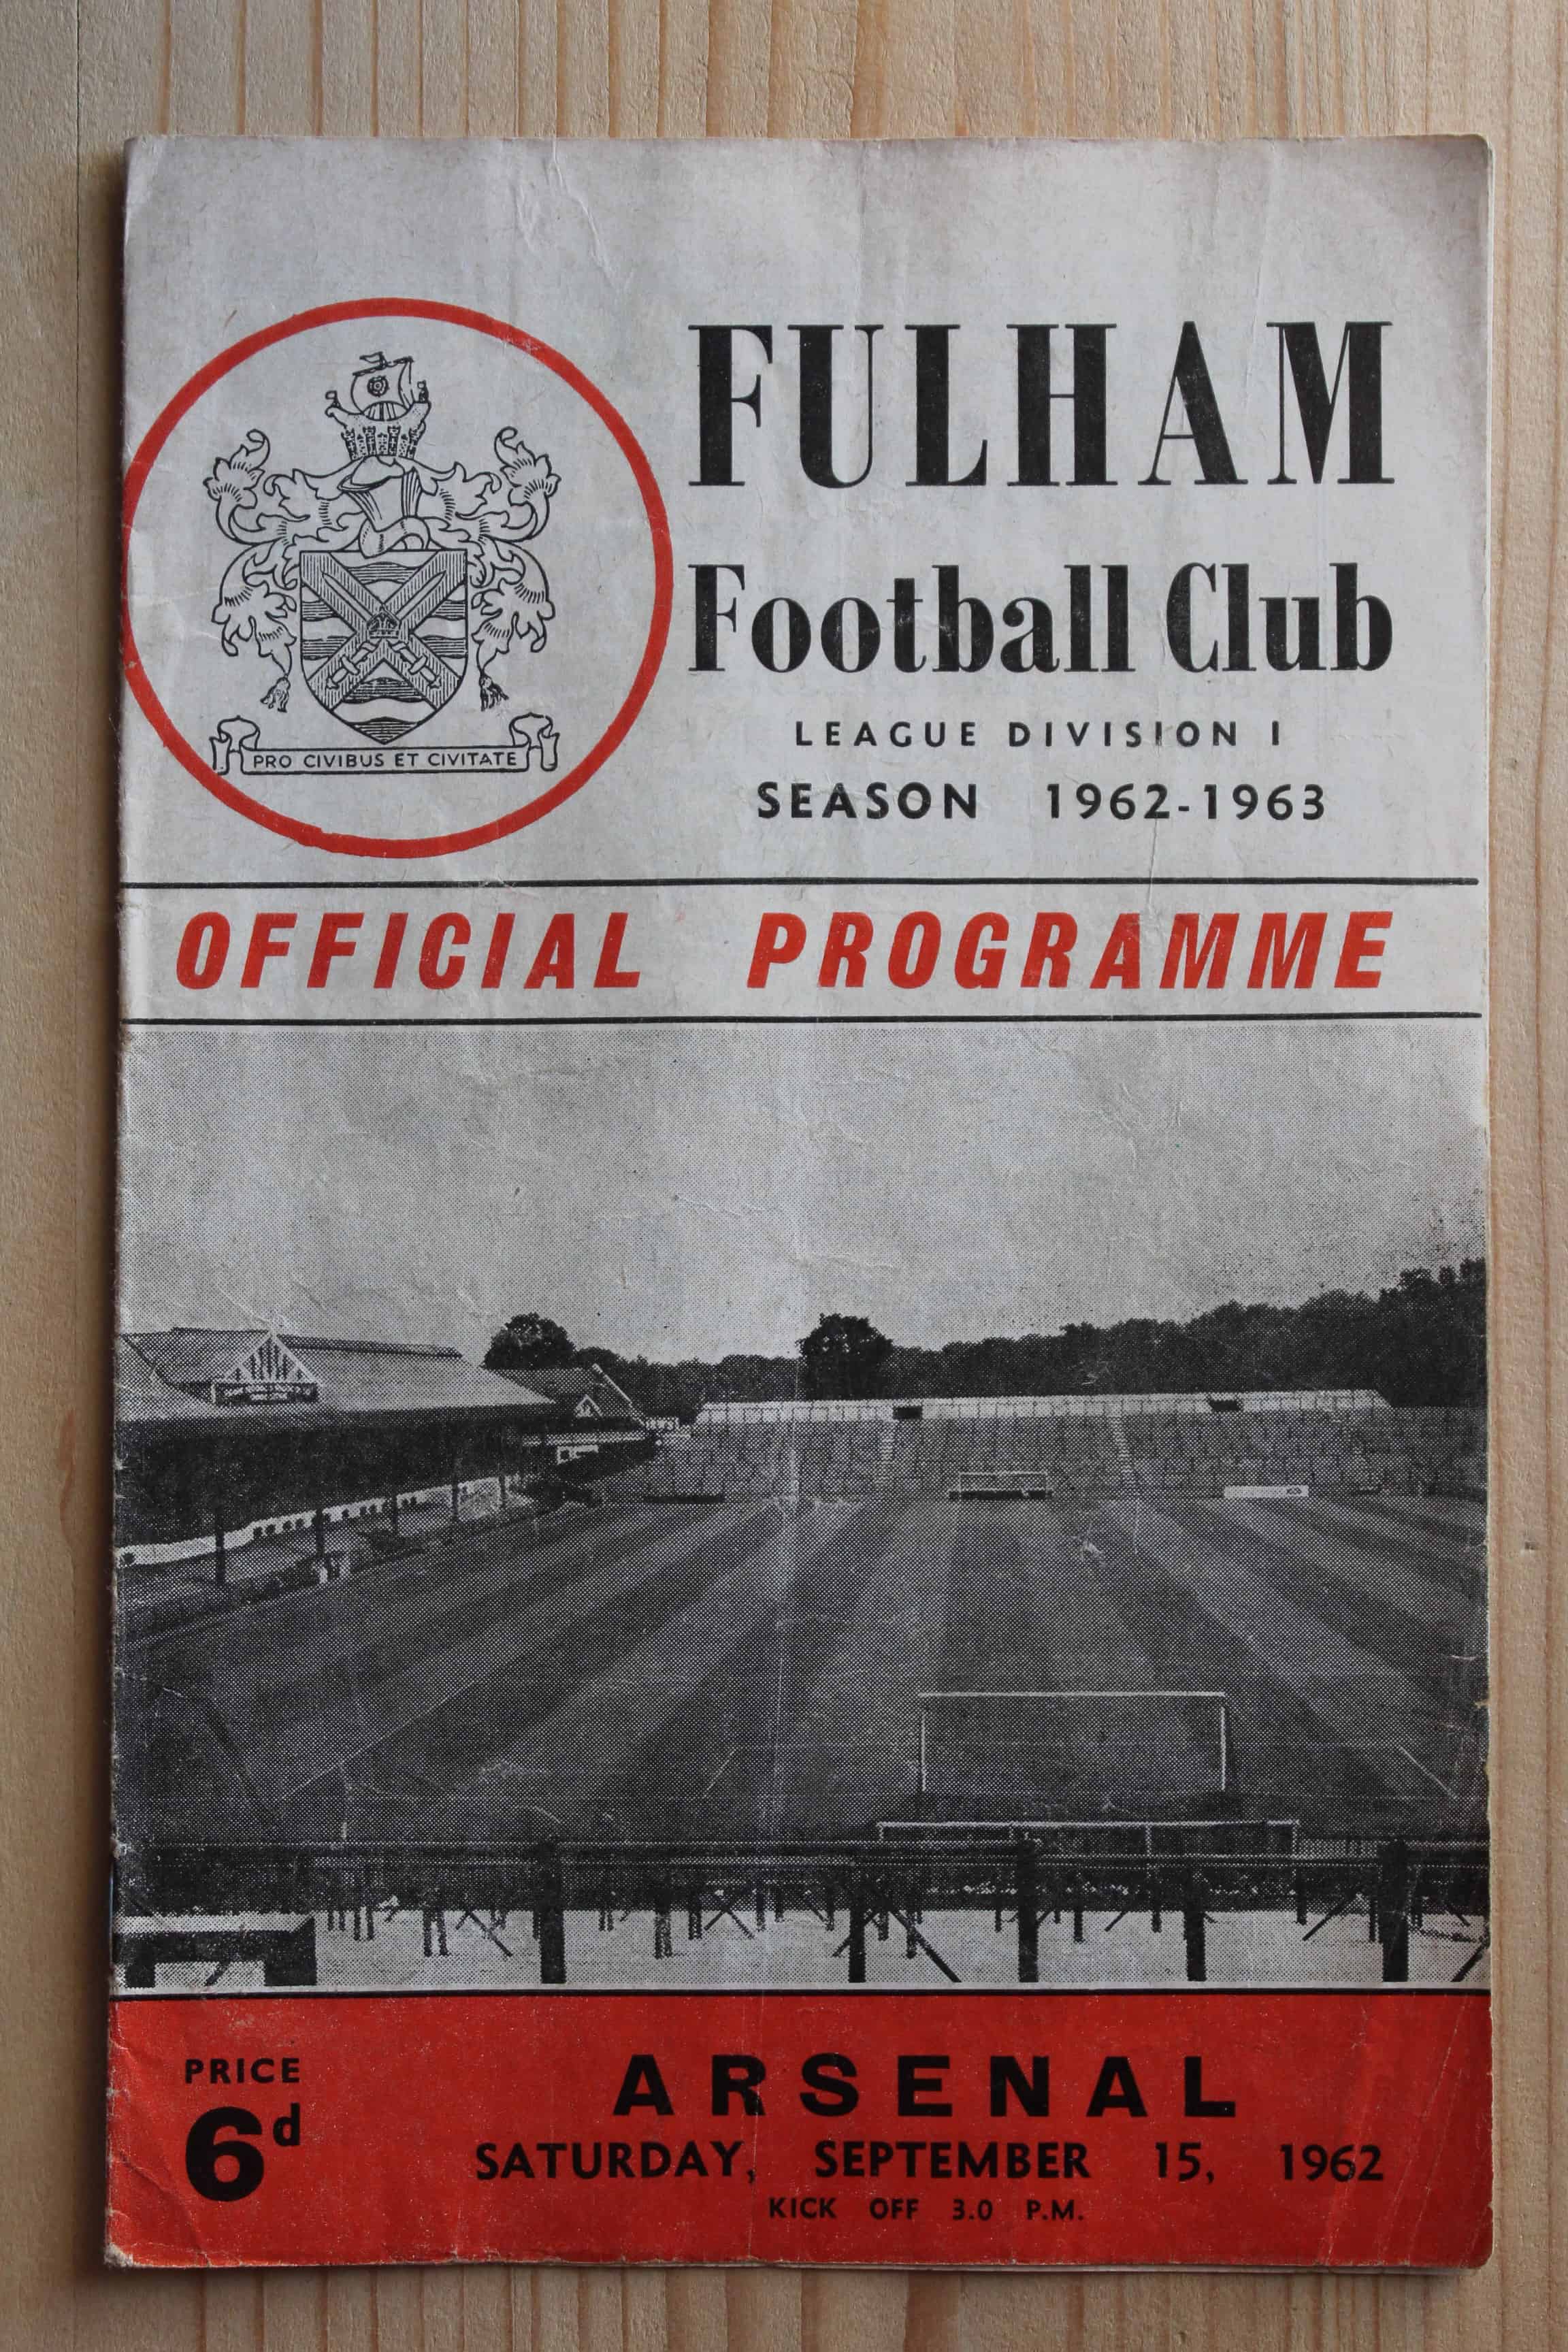 FULHAM
Football Club
LEAGUE DIVISION I
SEASON 1962-1963
PRO CIVIBUS ET CIVITATE
OFFICIAL PROGRAMME
PRICE
6d
ARSENAL
SATURDAY, SEPTEMBER 15, 1962
KICK OFF 3.0 P.M.